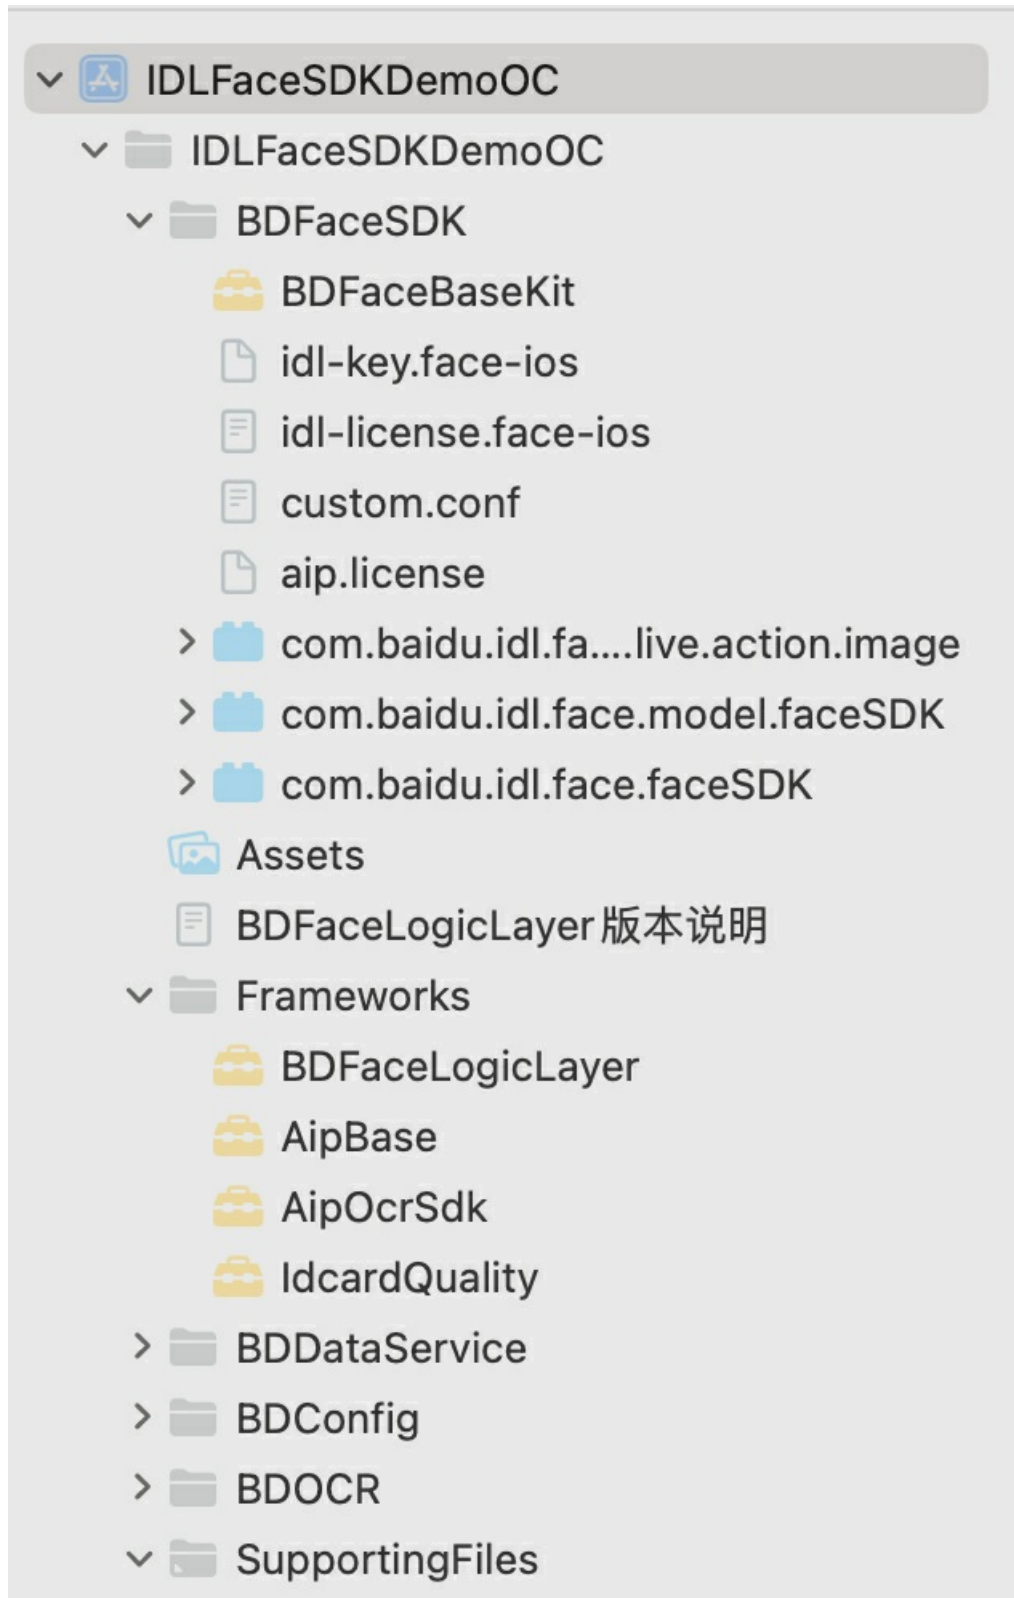 IDLFaceSDKDemoOC
IDLFaceSDKDemoOC
BDFaceSDK
BDFaceBaseKit
idl-key.face-ios
idl-license.face-ios
custom.conf
aip.license
com.baidu.idl.fa....live.action.image
com.baidu.idl.face.model.faceSDK
com.baidu.idl.face.faceSDK
Assets
BDFaceLogicLayer版本说明
Frameworks
BDFaceLogicLayer
AipBase
AipOcrSdk
IdcardQuality
BDDataService
BDConfig
BDOCR
SupportingFiles